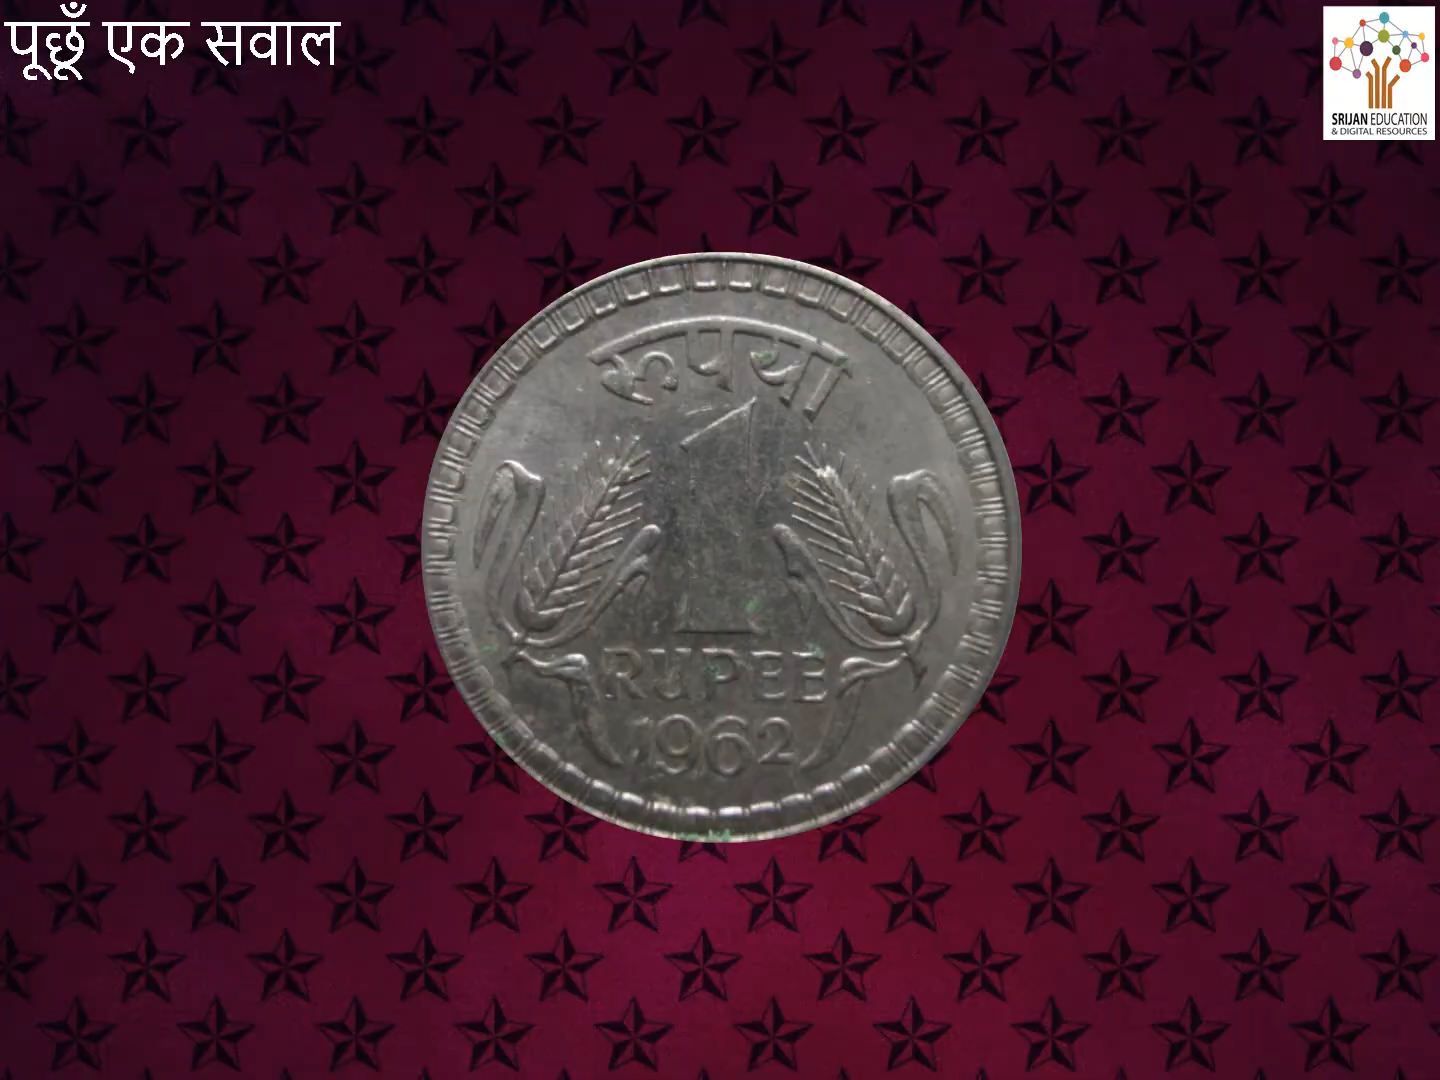 पूछूँ एक सवाल
SRIJAN EDUCATION
& DIGITAL RESOURCES
रूपया
1
RUPEE
1962